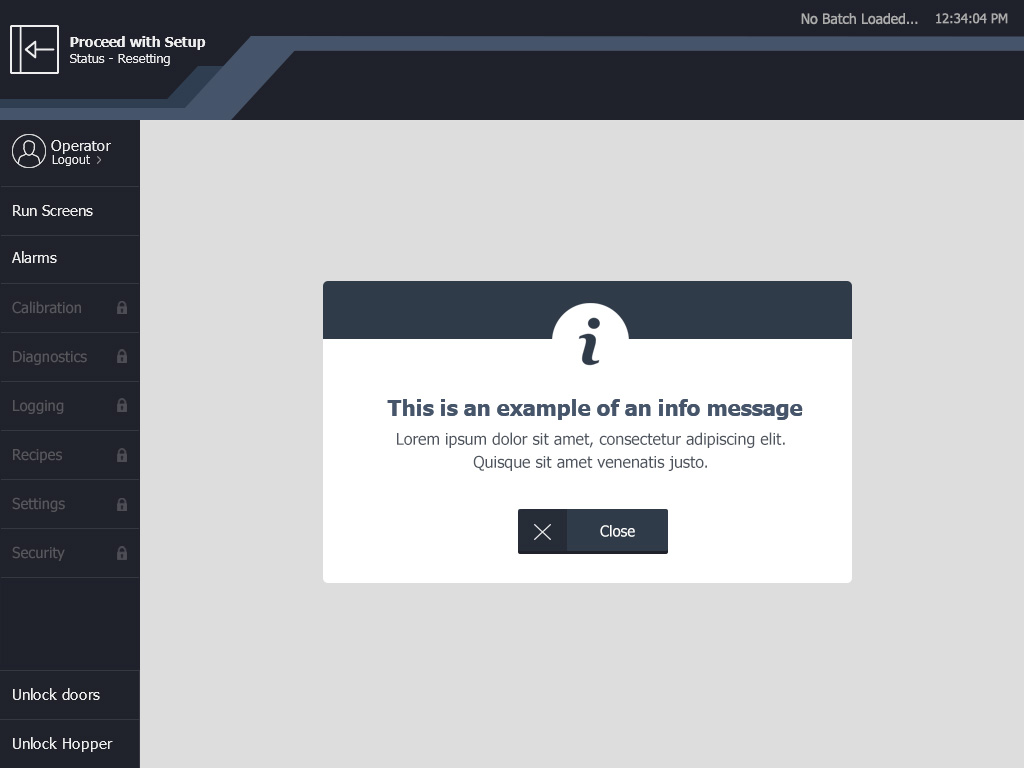 No Batch Loaded... 12:34:04 PM
Proceed with Setup
Status - Resetting
Operator
Logout >
Run Screens
Alarms
Calibration
Diagnostics
Logging
Recipes
Settings
Security
Unlock doors
Unlock Hopper
i
This is an example of an info message
Lorem ipsum dolor sit amet, consectetur adipiscing elit.
Quisque sit amet venenatis justo.
Close